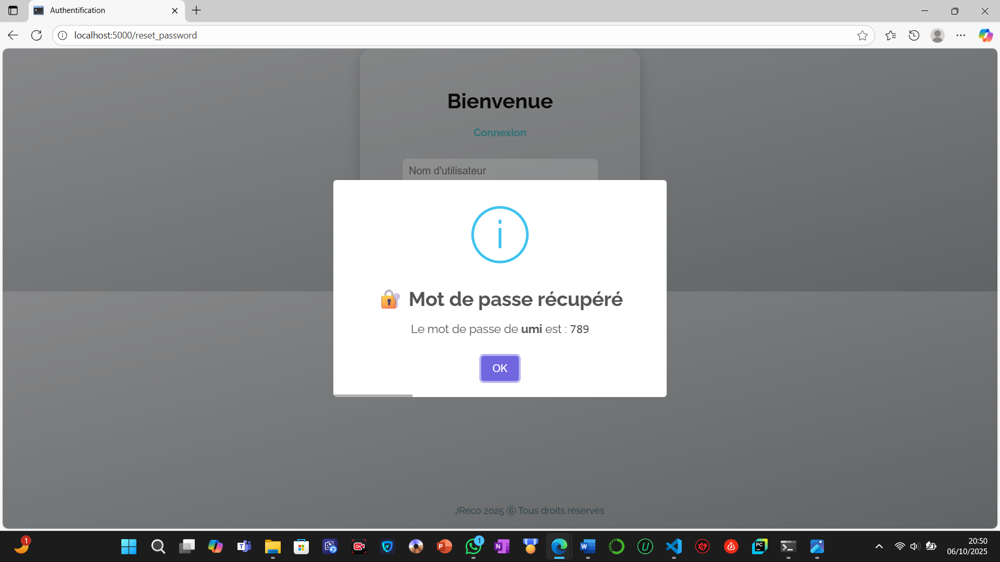 Authentification
localhost:5000/reset_password
Bienvenue
Connexion
Nom d'utilisateur
i
🔐 Mot de passe récupéré
Le mot de passe de umi est : 789
OK
JReco 2025 © Tous droits réservés
1
1
20:50
06/10/2025